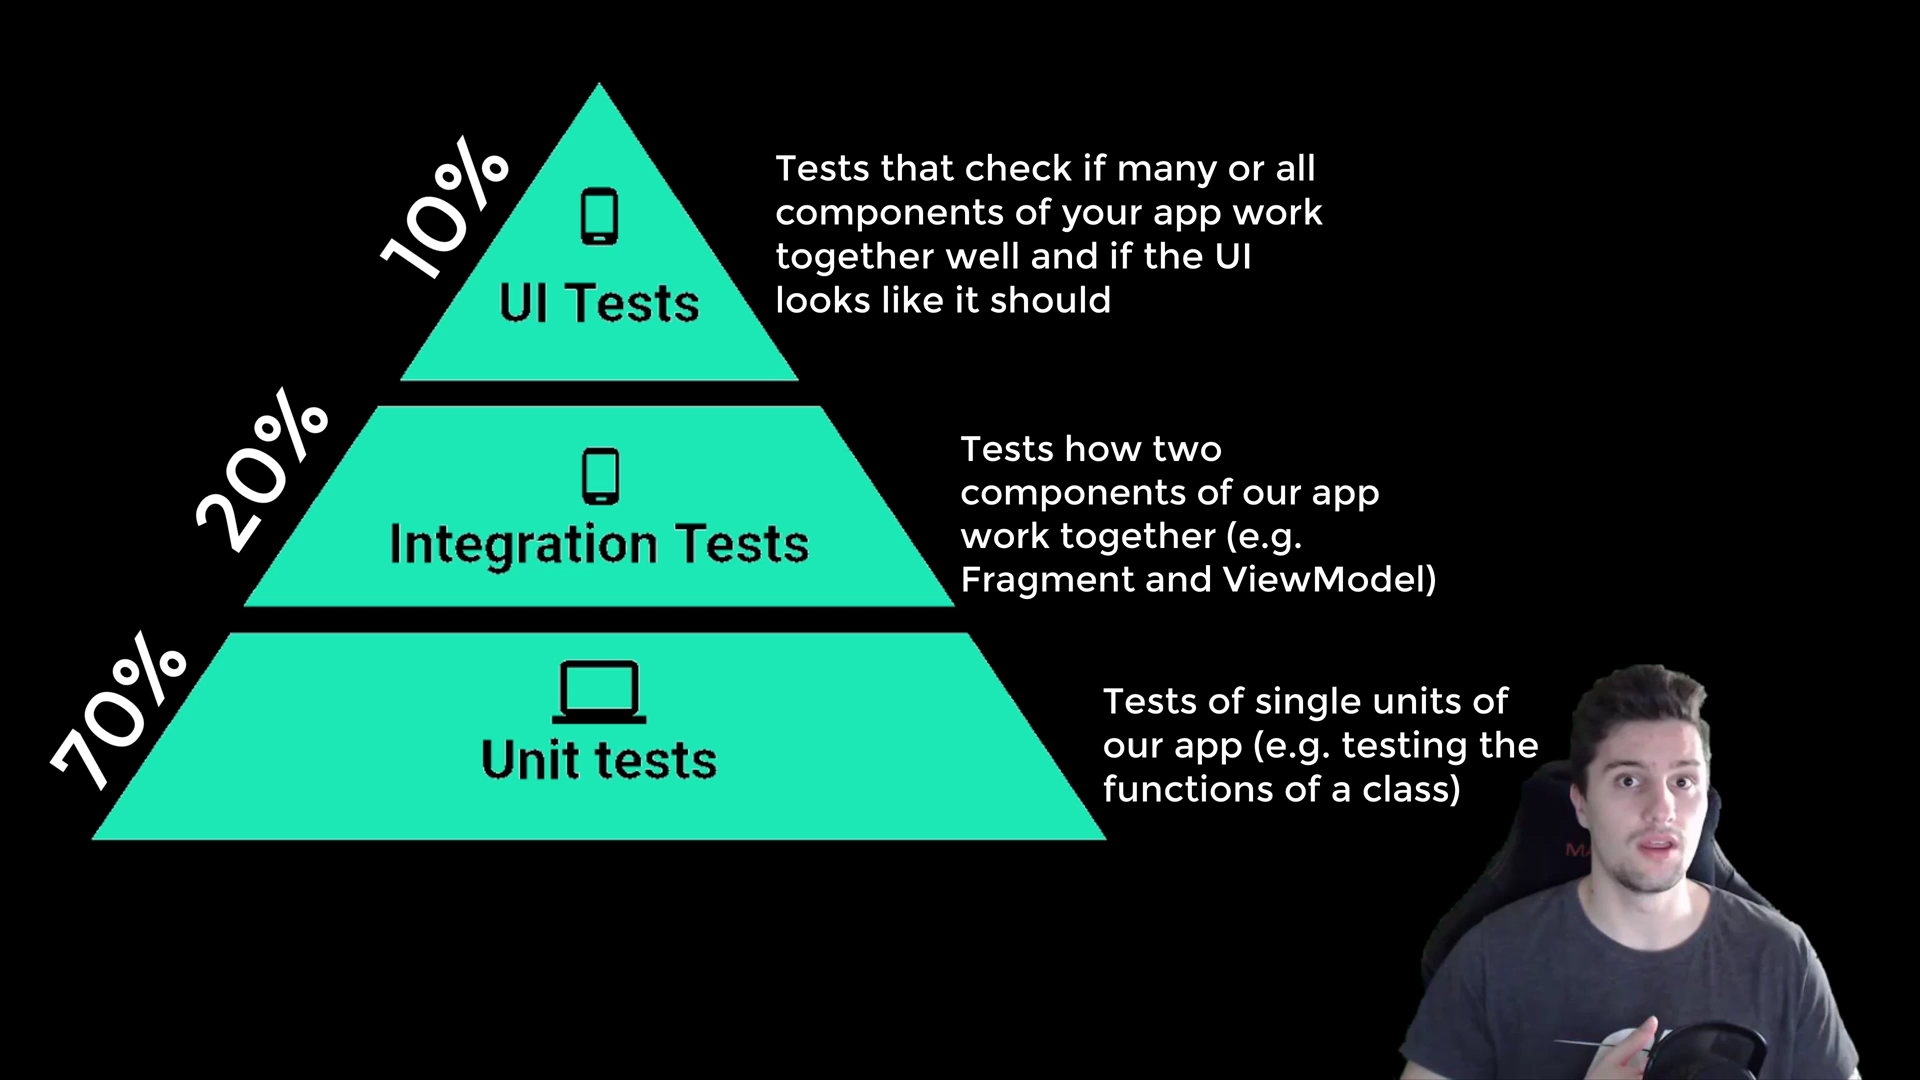 10%
UI Tests
Tests that check if many or all
components of your app work
together well and if the UI
looks like it should
20%
Integration Tests
Tests how two
components of our app
work together (e.g.
Fragment and ViewModel)
70%
Unit tests
Tests of single units of
our app (e.g. testing the
functions of a class)